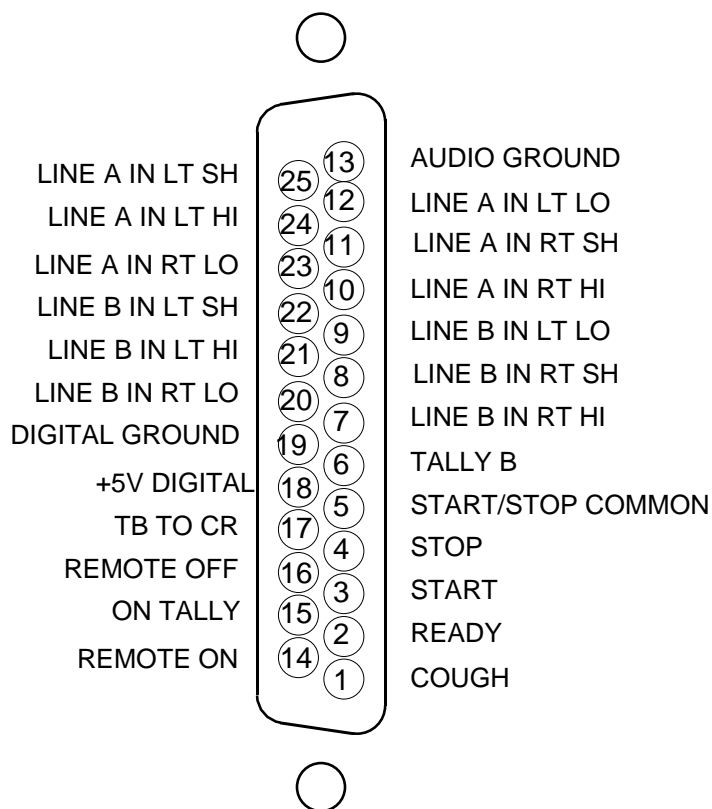 13 AUDIO GROUND
LINE A IN LT SH 25
12 LINE A IN LT LO
LINE A IN LT HI 24
11 LINE A IN RT SH
LINE A IN RT LO 23
10 LINE A IN RT HI
LINE B IN LT SH 22
9 LINE B IN LT LO
LINE B IN LT HI 21
8 LINE B IN RT SH
LINE B IN RT LO 20
7 LINE B IN RT HI
DIGITAL GROUND 19
6 TALLY B
+5V DIGITAL 18
5 START/STOP COMMON
TB TO CR 17
4 STOP
REMOTE OFF 16
3 START
ON TALLY 15
2 READY
REMOTE ON 14
1 COUGH